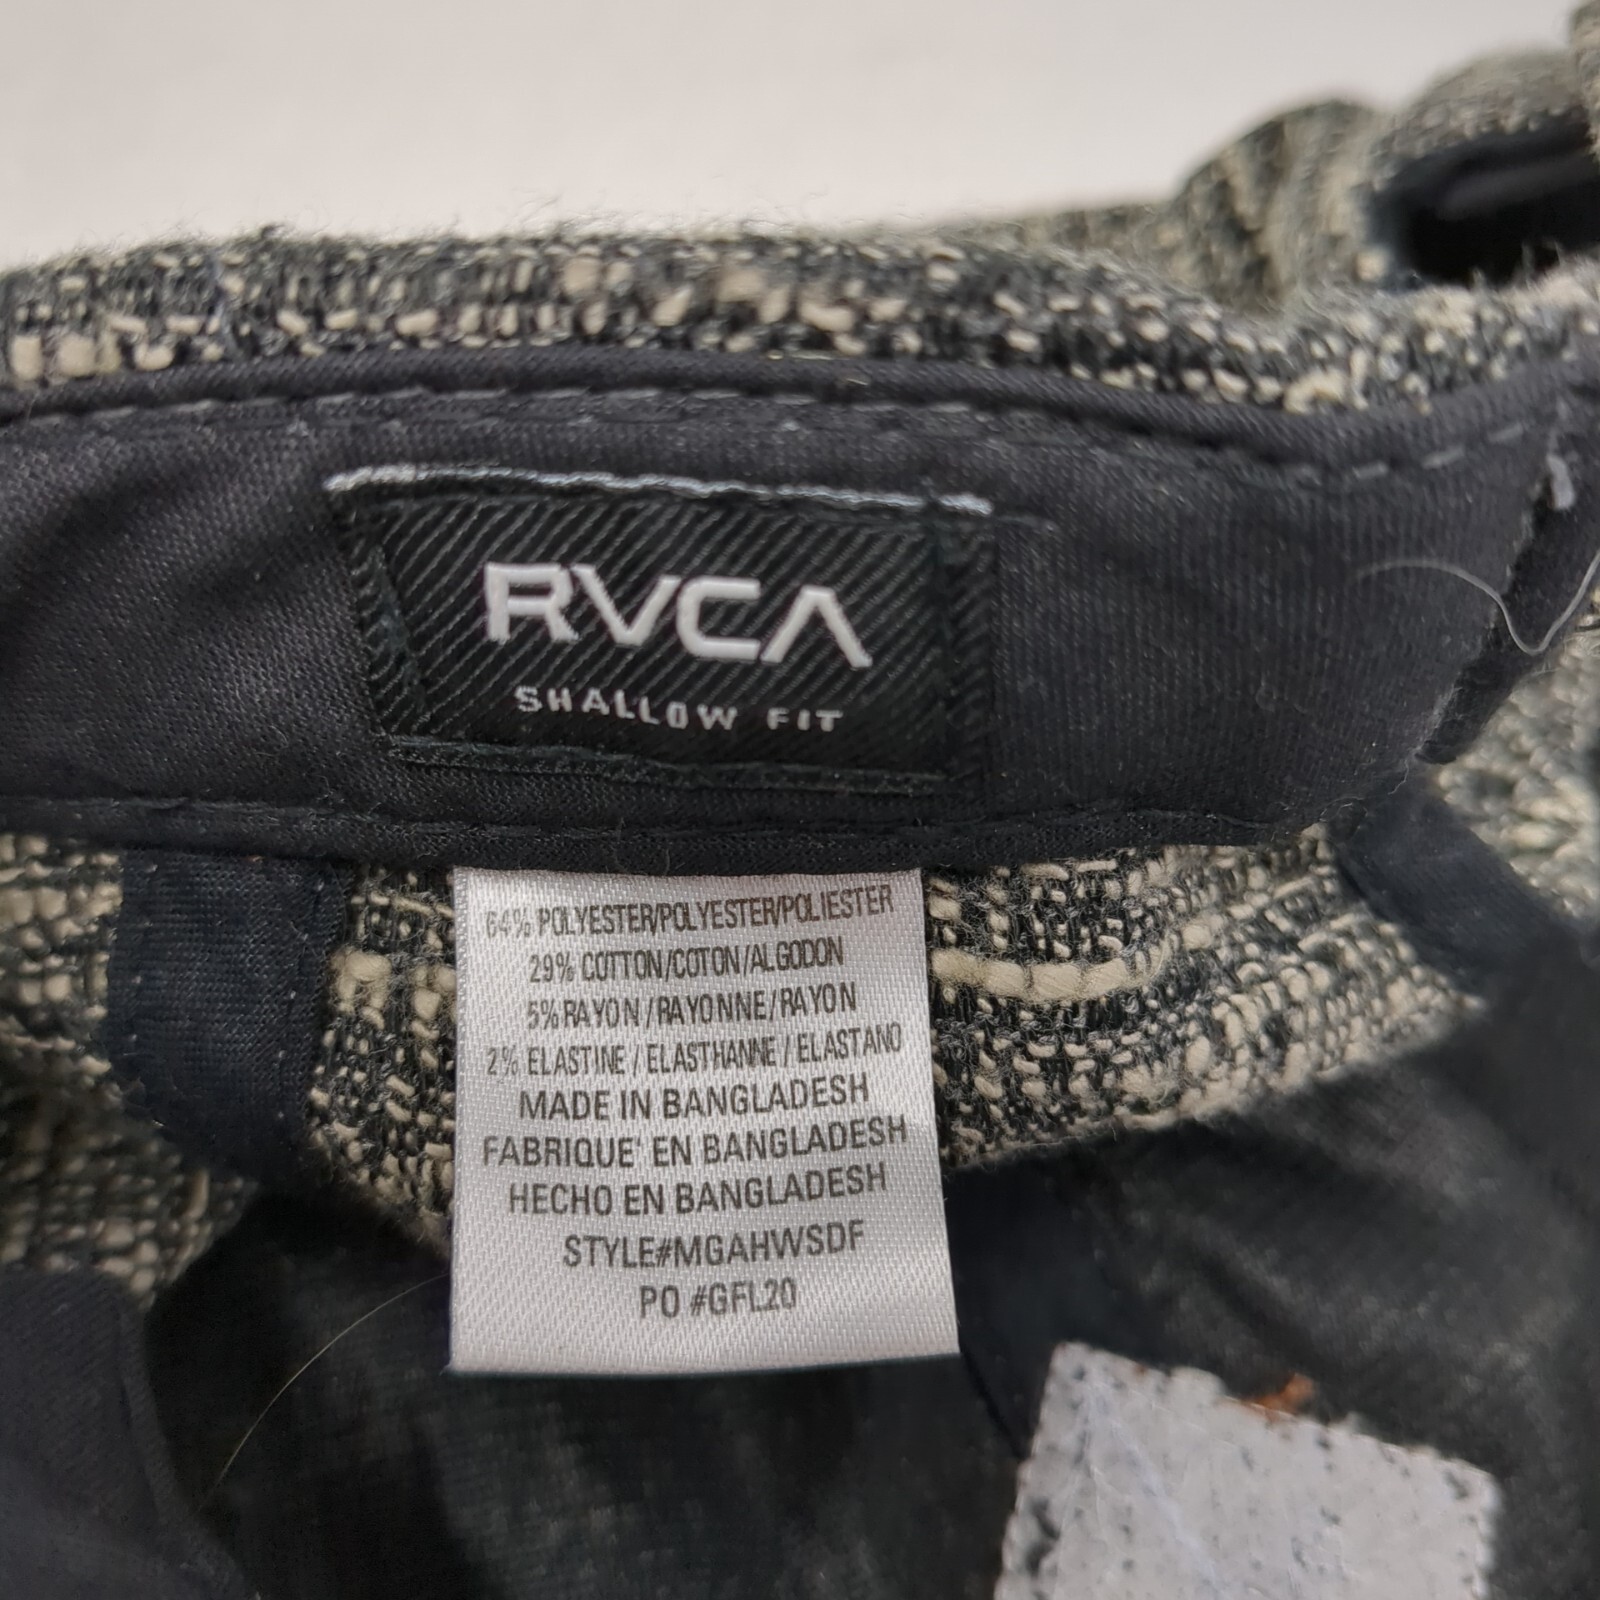 RVCA
SHALLOW FIT
64% POLYESTER/POLYESTER/POLIESTER
29% COTTON/COTON/ALGODON
5% RAYON/RAYONNE/RAYON
2% ELASTINE/ELASTHANNE/ELASTANO
MADE IN BANGLADESH
FABRIQUE' EN BANGLADESH
HECHO EN BANGLADESH
STYLE#MGAHWSDF
PO #GFL20